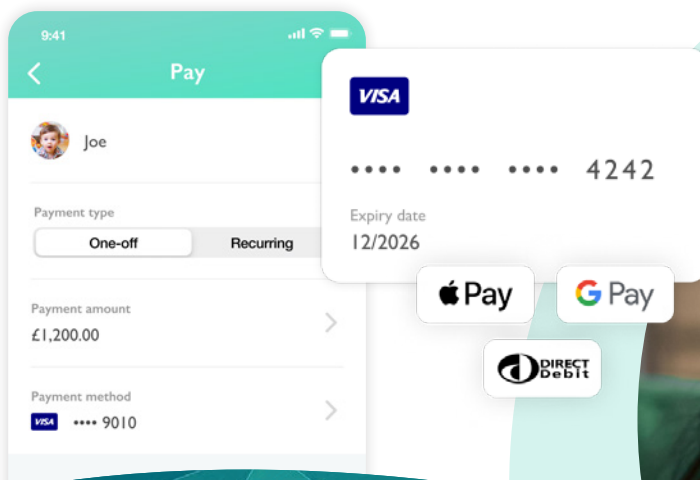 9:41
Pay
Joe
Payment type
One-off Recurring
Payment amount
£1,200.00
Payment method
VISA •••• 9010
VISA
•••• •••• •••• 4242
Expiry date
12/2026
Pay
G Pay
DIRECT
Debit